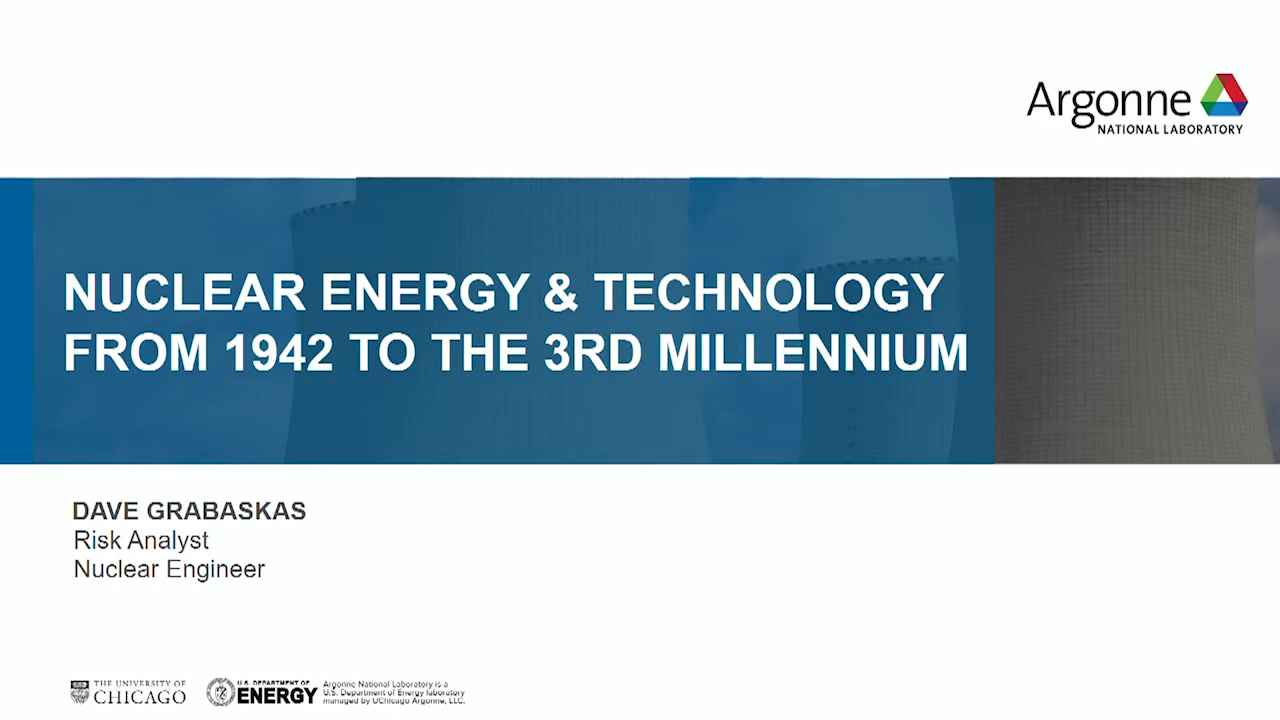 Argonne
NATIONAL LABORATORY
NUCLEAR ENERGY & TECHNOLOGY
FROM 1942 TO THE 3RD MILLENNIUM
DAVE GRABASKAS
Risk Analyst
Nuclear Engineer
THE UNIVERSITY OF
CHICAGO
U.S. DEPARTMENT OF
ENERGY
Argonne National Laboratory is a
U.S. Department of Energy laboratory
managed by UChicago Argonne, LLC.